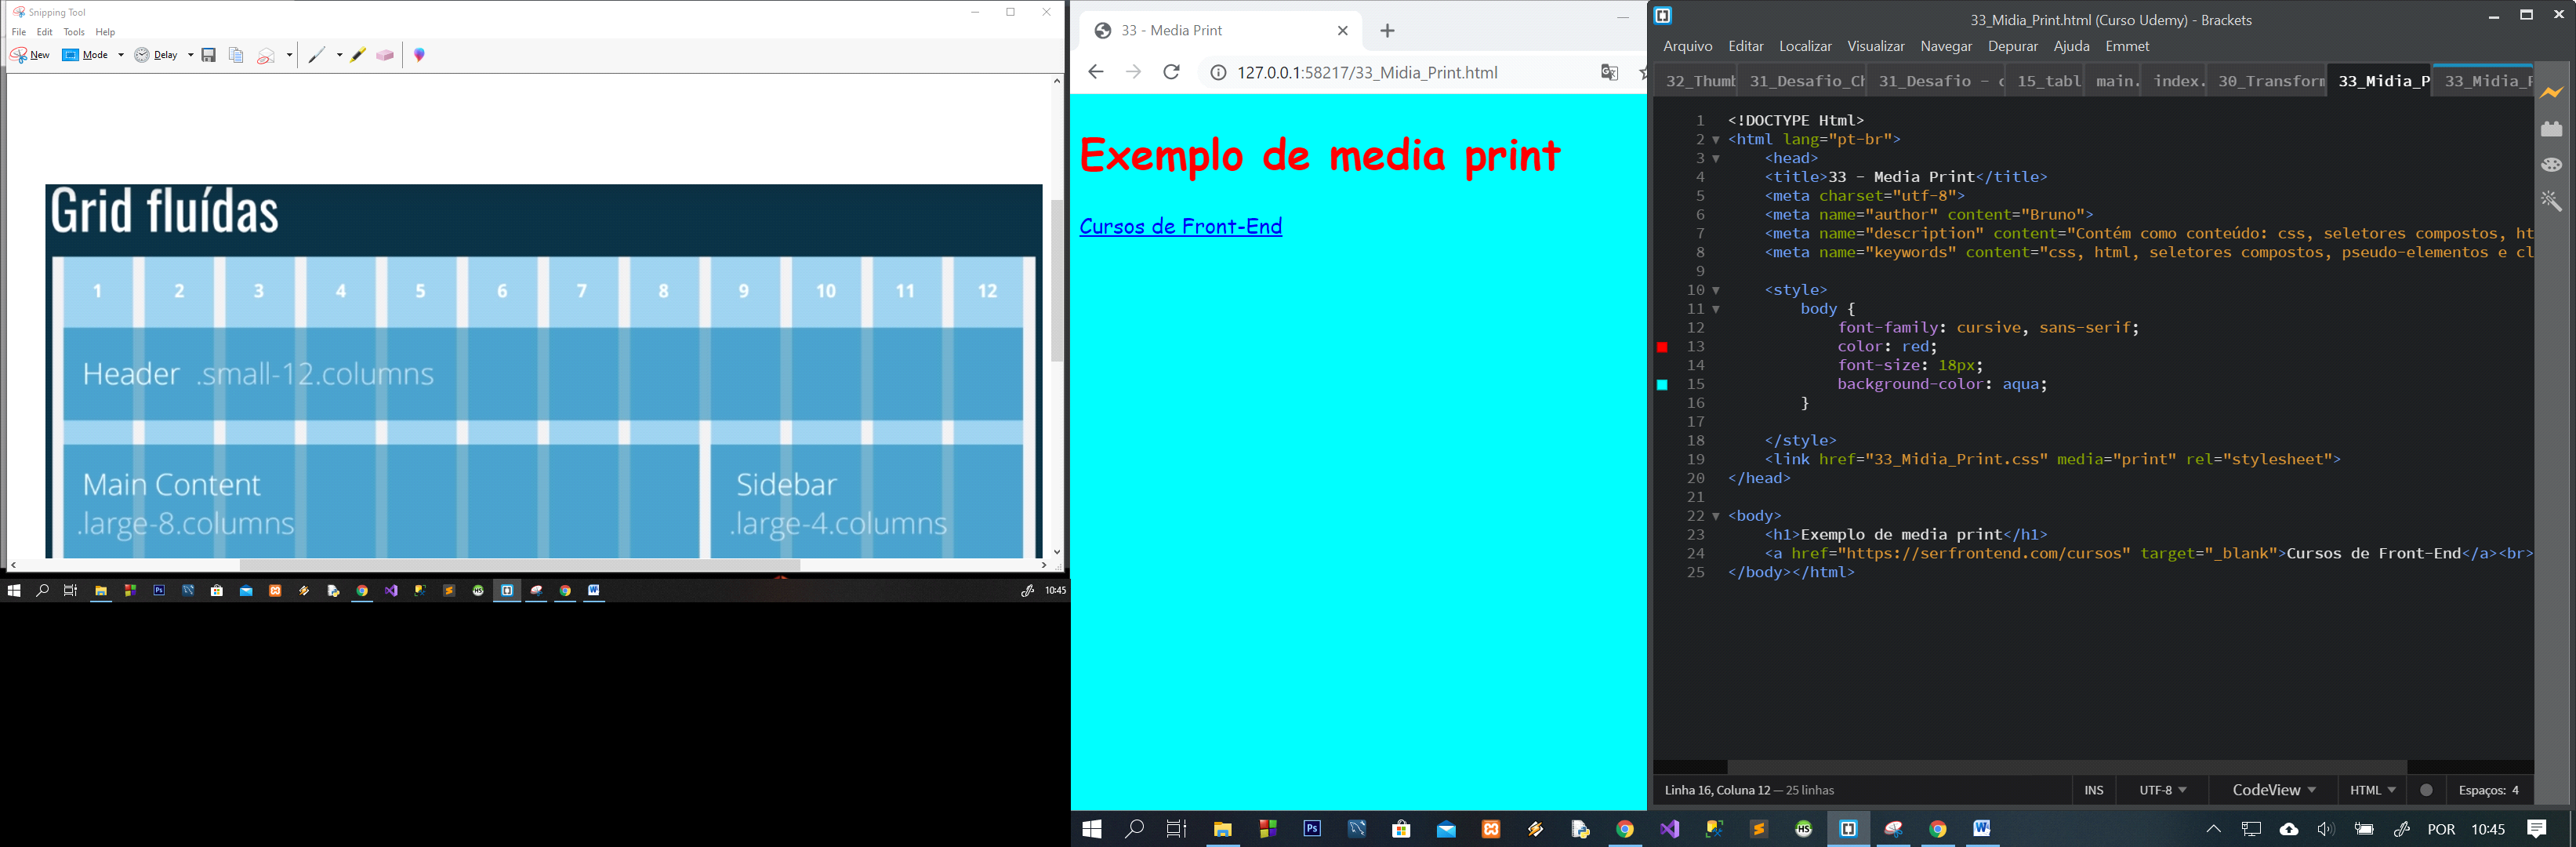 Snipping Tool
File Edit Tools Help
New Mode Delay
Grid fluídas
1 2 3 4 5 6 7 8 9 10 11 12
Header .small-12.columns
Main Content
.large-8.columns
Sidebar
.large-4.columns
10:45
33 - Media Print
127.0.0.1:58217/33_Midia_Print.html
Exemplo de media print
Cursos de Front-End
33_Midia_Print.html (Curso Udemy) - Brackets
Arquivo Editar Localizar Visualizar Navegar Depurar Ajuda Emmet
32_Thumb 31_Desafio_Ch 31_Desafio - c 15_tabl main. index. 30_Transform 33_Midia_P 33_Midia_P
1 <!DOCTYPE Html>
2 <html lang="pt-br">
3 <head>
4 <title>33 - Media Print</title>
5 <meta charset="utf-8">
6 <meta name="author" content="Bruno">
7 <meta name="description" content="Contém como conteúdo: css, seletores compostos, ht
8 <meta name="keywords" content="css, html, seletores compostos, pseudo-elementos e cl
9
10 <style>
11 body {
12 font-family: cursive, sans-serif;
13 color: red;
14 font-size: 18px;
15 background-color: aqua;
16 }
17
18 </style>
19 <link href="33_Midia_Print.css" media="print" rel="stylesheet">
20 </head>
21
22 <body>
23 <h1>Exemplo de media print</h1>
24 <a href="https://serfrontend.com/cursos" target="_blank">Cursos de Front-End</a><br>
25 </body></html>
Linha 16, Coluna 12 — 25 linhas INS UTF-8 CodeView HTML Espaços: 4
Ps HS W POR 10:45